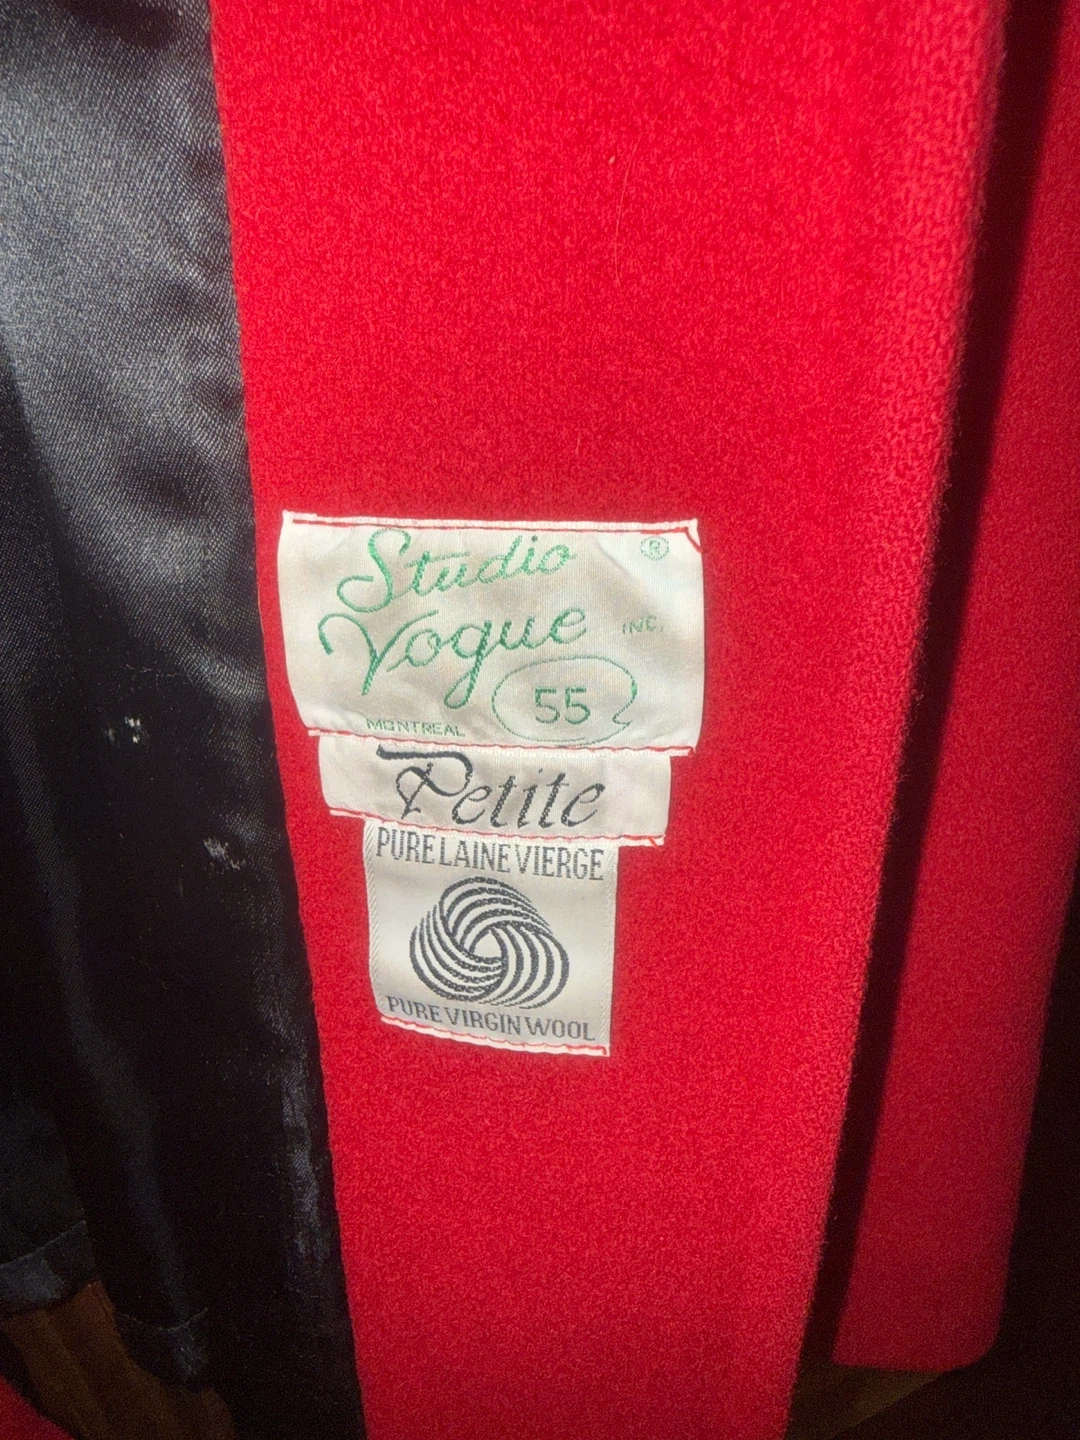 Studio ®
Vogue INC.
55
MONTREAL
Petite
PURE LAINE VIERGE
PURE VIRGIN WOOL